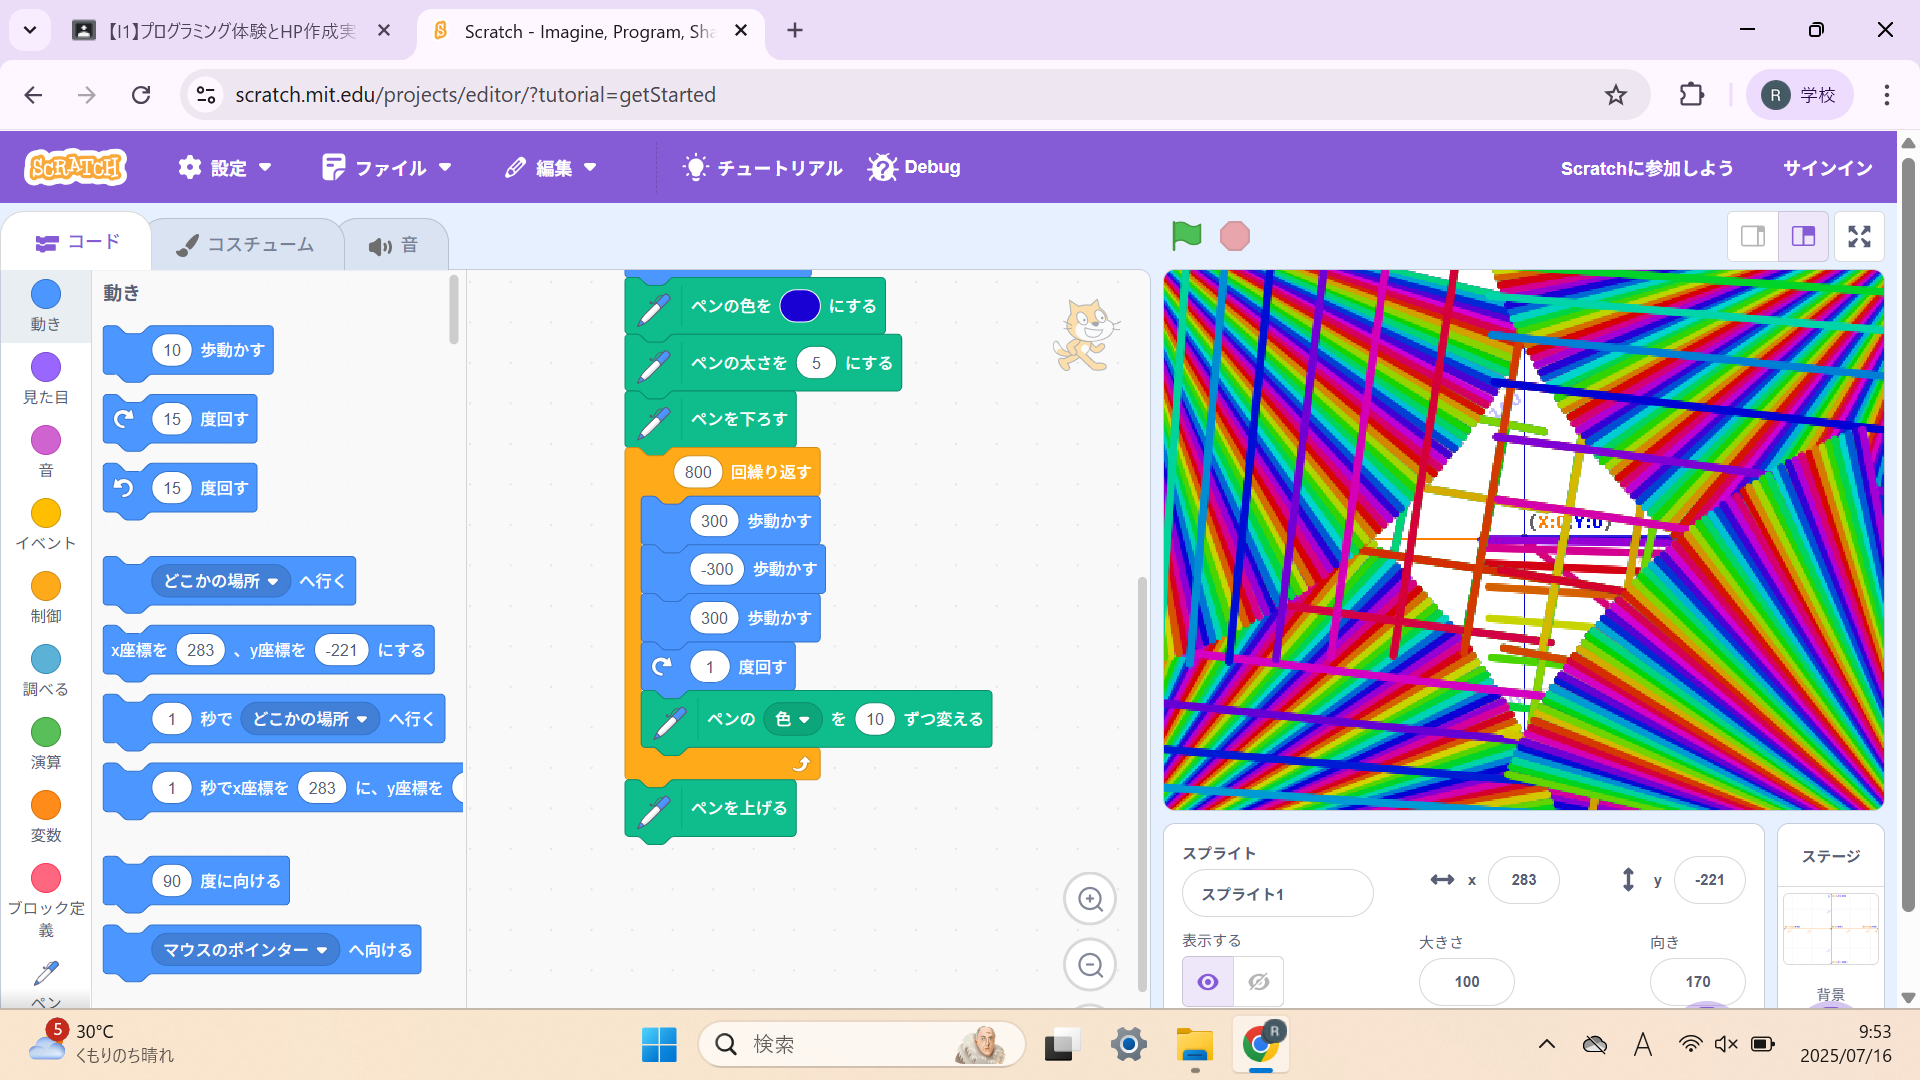 【I1】プログラミング体験とHP作成実
Scratch - Imagine, Program, Sha
scratch.mit.edu/projects/editor/?tutorial=getStarted
R 学校
SCRATCH 設定 ファイル 編集 チュートリアル Debug Scratchに参加しよう サインイン
コード コスチューム 音
動き
見た目
音
イベント
制御
調べる
演算
変数
ブロック定義
ペン
動き
10 歩動かす
15 度回す
15 度回す
どこかの場所 へ行く
x座標を 283 、y座標を -221 にする
1 秒で どこかの場所 へ行く
1 秒でx座標を 283 に、y座標を
90 度に向ける
マウスのポインター へ向ける
ペンの色を にする
ペンの太さを 5 にする
ペンを下ろす
800 回繰り返す
300 歩動かす
-300 歩動かす
300 歩動かす
1 度回す
ペンの 色 を 10 ずつ変える
ペンを上げる
スプライト
スプライト1
x 283
y -221
表示する
大きさ
100
向き
170
ステージ
背景
5
30°C
くもりのち晴れ
検索
R
A
9:53
2025/07/16